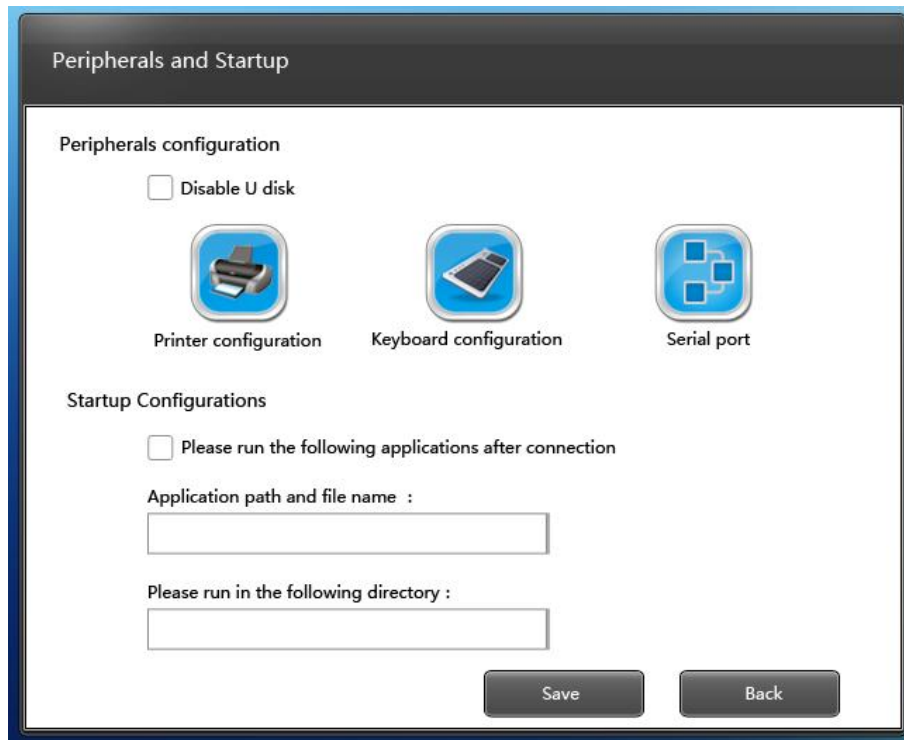 Peripherals and Startup
Peripherals configuration
Disable U disk
Printer configuration
Keyboard configuration
Serial port
Startup Configurations
Please run the following applications after connection
Application path and file name :
Please run in the following directory :
Save
Back